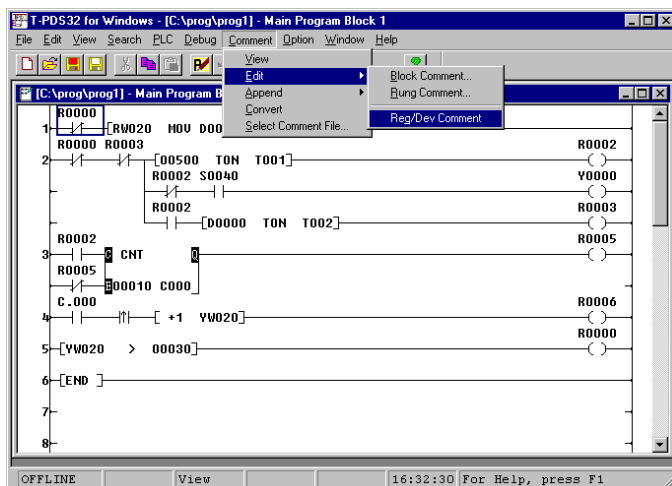 T-PDS32 for Windows - [C:\prog\prog1] - Main Program Block 1
File Edit View Search PLC Debug Comment Option Window Help
View
Edit
Append
Convert
Select Comment File...
Block Comment...
Rung Comment...
Reg/Dev Comment
[C:\prog\prog1] - Main Program B
R0000
1 [RW020 MOV D00
R0000 R0003 R0002
2 [00500 TON T001] ( )
R0002 S0040 Y0000
( )
R0002 R0003
[D0000 TON T002] ( )
R0002 R0005
3 C CNT Q ( )
R0005
E 00010 C000
C.000 R0006
4 [↑] [ +1 YW020] ( )
R0000
5 [YW020 > 00030] ( )
6 [END ]
7
8
OFFLINE View 16:32:30 For Help, press F1